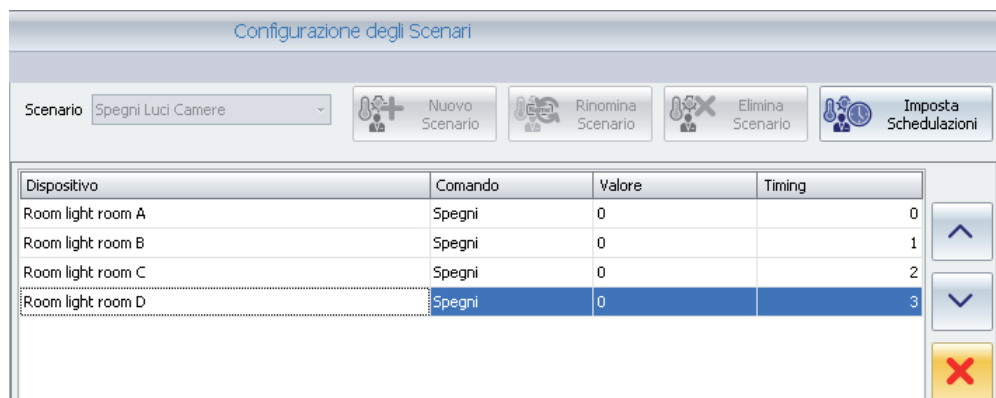 Configurazione degli Scenari
Scenario Spegni Luci Camere Nuovo Scenario Rinomina Scenario Elimina Scenario Imposta Schedulazioni
Dispositivo Comando Valore Timing
Room light room A Spegni 0 0
Room light room B Spegni 0 1
Room light room C Spegni 0 2
Room light room D Spegni 0 3